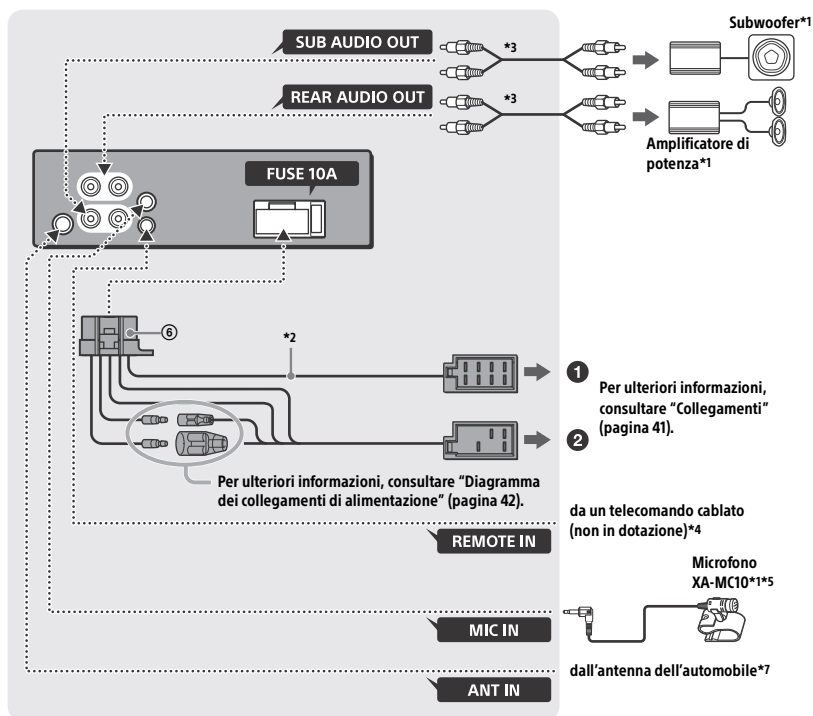 Subwoofer*1
SUB AUDIO OUT
*3
REAR AUDIO OUT
*3
Amplificatore di
potenza*1
FUSE 10A
⑥
*2
❶
Per ulteriori informazioni,
consultare “Collegamenti”
(pagina 41).
❷
Per ulteriori informazioni, consultare “Diagramma
dei collegamenti di alimentazione” (pagina 42).
da un telecomando cablato
(non in dotazione)*4
REMOTE IN
Microfono
XA-MC10*1*5
MIC IN
dall’antenna dell’automobile*7
ANT IN